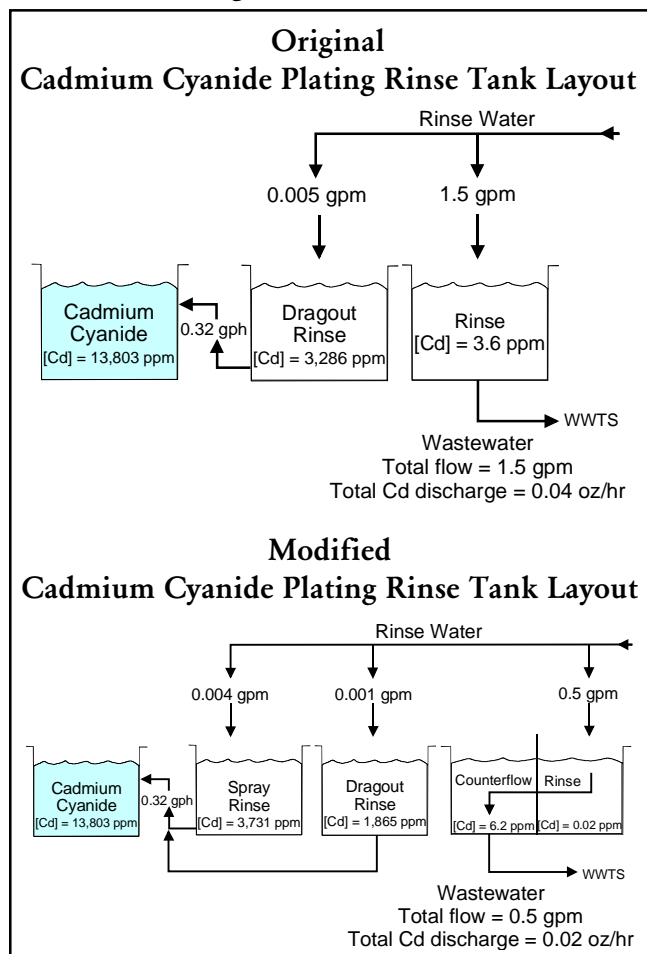 Original
Cadmium Cyanide Plating Rinse Tank Layout
Rinse Water
0.005 gpm
1.5 gpm
Cadmium
Cyanide
[Cd] = 13,803 ppm
0.32 gph
Dragout
Rinse
[Cd] = 3,286 ppm
Rinse
[Cd] = 3.6 ppm
WWTS
Wastewater
Total flow = 1.5 gpm
Total Cd discharge = 0.04 oz/hr
Modified
Cadmium Cyanide Plating Rinse Tank Layout
Rinse Water
0.004 gpm
0.001 gpm
0.5 gpm
Cadmium
Cyanide
[Cd] = 13,803 ppm
0.32 gph
Spray
Rinse
[Cd] = 3,731 ppm
Dragout
Rinse
[Cd] = 1,865 ppm
Counterflow Rinse
[Cd] = 6.2 ppm [Cd] = 0.02 ppm
WWTS
Wastewater
Total flow = 0.5 gpm
Total Cd discharge = 0.02 oz/hr